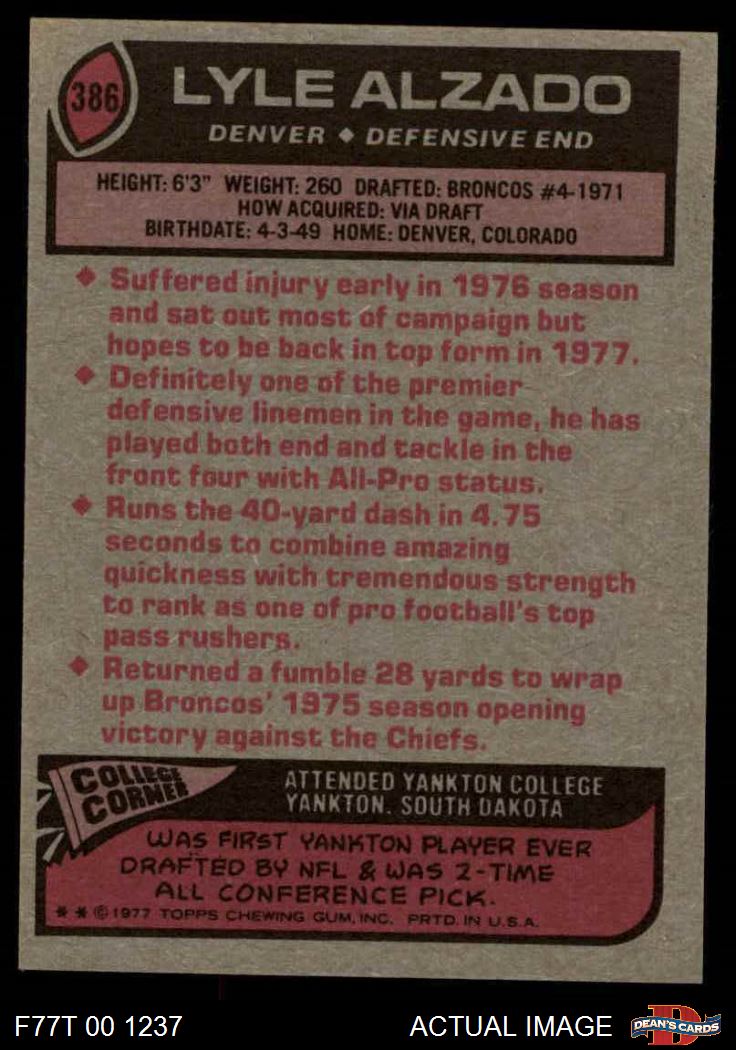 386
LYLE ALZADO
DENVER ◆ DEFENSIVE END
HEIGHT: 6'3" WEIGHT: 260 DRAFTED: BRONCOS #4-1971
HOW ACQUIRED: VIA DRAFT
BIRTHDATE: 4-3-49 HOME: DENVER, COLORADO
◆ Suffered injury early in 1976 season
and sat out most of campaign but
hopes to be back in top form in 1977.
◆ Definitely one of the premier
defensive linemen in the game, he has
played both end and tackle in the
front four with All-Pro status.
◆ Runs the 40-yard dash in 4.75
seconds to combine amazing
quickness with tremendous strength
to rank as one of pro football's top
pass rushers.
◆ Returned a fumble 28 yards to wrap
up Broncos' 1975 season opening
victory against the Chiefs.
COLLEGE
CORNER
ATTENDED YANKTON COLLEGE
YANKTON, SOUTH DAKOTA
WAS FIRST YANKTON PLAYER EVER
DRAFTED BY NFL & WAS 2-TIME
ALL CONFERENCE PICK.
* * © 1977 TOPPS CHEWING GUM, INC. PRTD. IN U.S.A.
F77T 00 1237
ACTUAL IMAGE
D
DEAN'S CARDS